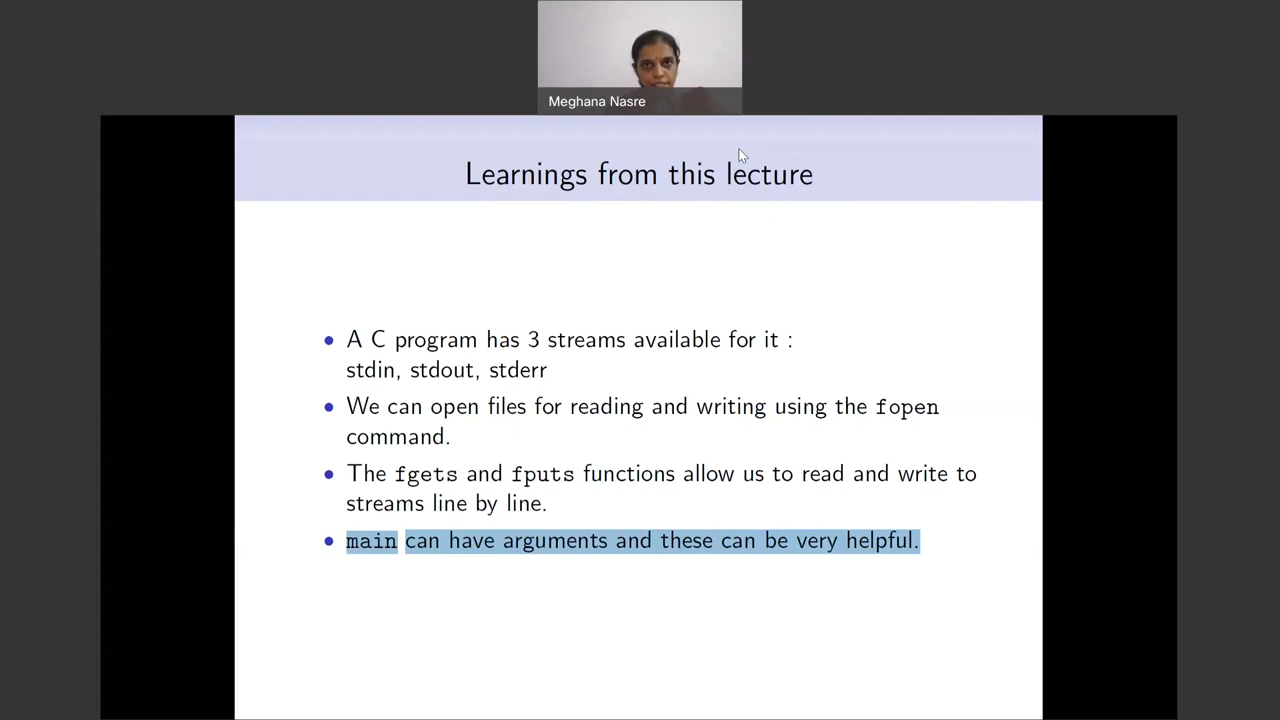 Meghana Nasre
Learnings from this lecture
• A C program has 3 streams available for it :
stdin, stdout, stderr
• We can open files for reading and writing using the fopen
command.
• The fgets and fputs functions allow us to read and write to
streams line by line.
• main can have arguments and these can be very helpful.